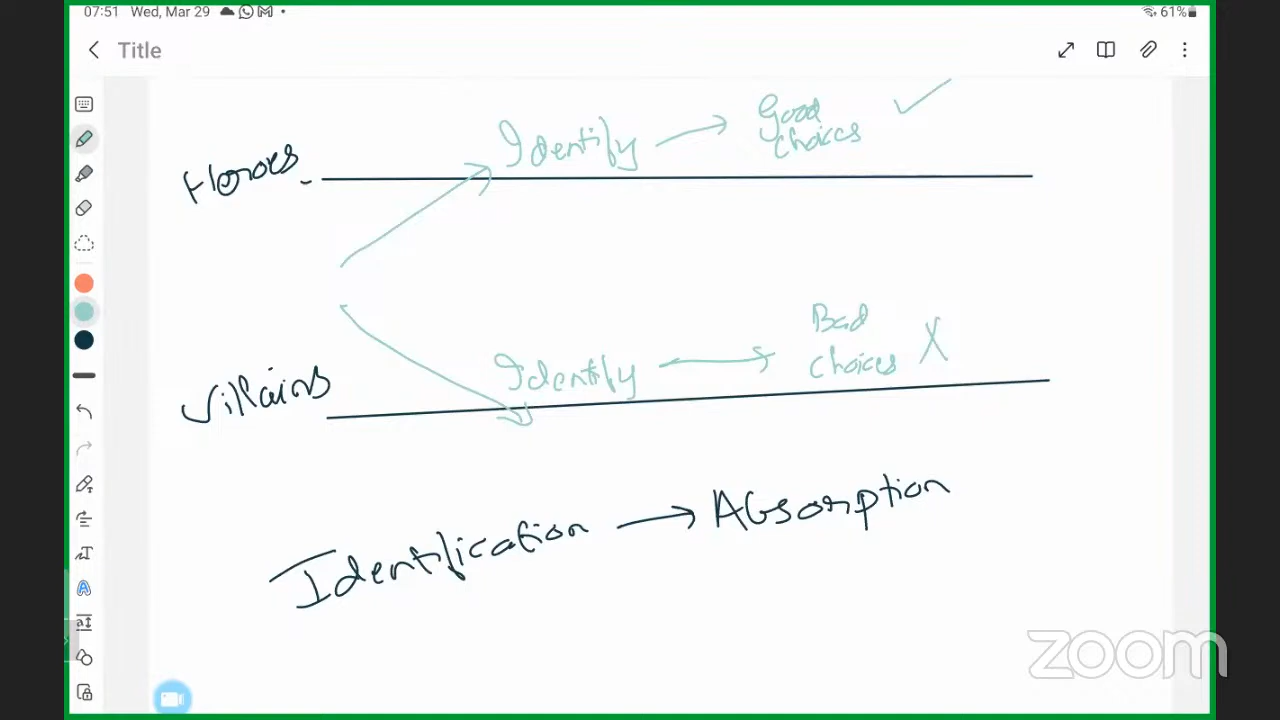 07:51 Wed, Mar 29
61%
Title
Identify → Good
choices ✓
Heroes
Bad
Identify → choices X
Villains
Identification → Absorption
zoom